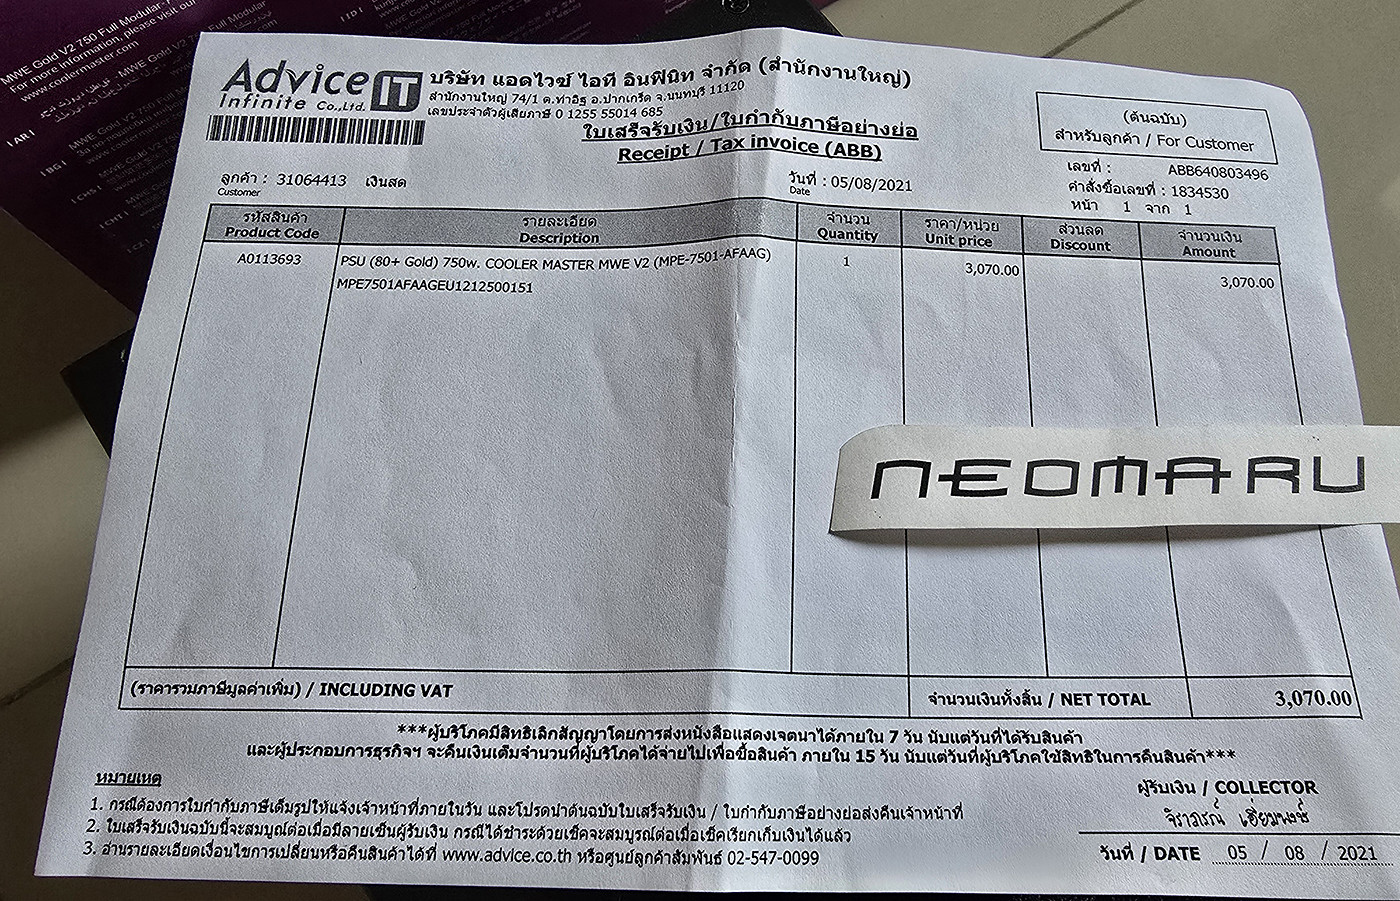 MWE Gold V2 750 Full Modular
For more information, please visit our
www.coolermaster.com
MWE Gold V2 7
Advice IT
Infinite Co.,Ltd.
บริษัท แอดไวซ์ ไอที อินฟินิท จำกัด (สำนักงานใหญ่)
สำนักงานใหญ่ 74/1 ต.ท่าอิฐ อ.ปากเกร็ด จ.นนทบุรี 11120
เลขประจำตัวผู้เสียภาษี 0 1255 55014 685
ใบเสร็จรับเงิน/ใบกำกับภาษีอย่างย่อ
Receipt / Tax invoice (ABB)
(ต้นฉบับ)
สำหรับลูกค้า / For Customer
ลูกค้า : 31064413 เงินสด
Customer
วันที่ : 05/08/2021
Date
เลขที่ : ABB640803496
คำสั่งซื้อเลขที่ : 1834530
หน้า 1 จาก 1
รหัสสินค้า รายละเอียด จำนวน ราคา/หน่วย ส่วนลด จำนวนเงิน
Product Code Description Quantity Unit price Discount Amount
A0113693 PSU (80+ Gold) 750w. COOLER MASTER MWE V2 (MPE-7501-AFAAG) 1 3,070.00 3,070.00
MPE7501AFAAGEU1212500151
NEOMARU
(ราคารวมภาษีมูลค่าเพิ่ม) / INCLUDING VAT จำนวนเงินทั้งสิ้น / NET TOTAL 3,070.00
***ผู้บริโภคมีสิทธิเลิกสัญญาโดยการส่งหนังสือแสดงเจตนาได้ภายใน 7 วัน นับแต่วันที่ได้รับสินค้า
และผู้ประกอบการธุรกิจฯ จะคืนเงินเต็มจำนวนที่ผู้บริโภคได้จ่ายไปเพื่อซื้อสินค้า ภายใน 15 วัน นับแต่วันที่ผู้บริโภคใช้สิทธิในการคืนสินค้า***
หมายเหตุ
1. กรณีต้องการใบกำกับภาษีเต็มรูปให้แจ้งเจ้าหน้าที่ภายในวัน และโปรดนำต้นฉบับใบเสร็จรับเงิน / ใบกำกับภาษีอย่างย่อส่งคืนเจ้าหน้าที่
2. ใบเสร็จรับเงินฉบับนี้จะสมบูณ์ต่อเมื่อมีลายเซ็นผู้รับเงิน กรณีได้ชำระด้วยเช็คจะสมบูรณ์ต่อเมื่อเช็คเรียกเก็บเงินได้แล้ว
3. อ่านรายละเอียดเงื่อนไขการเปลี่ยนหรือคืนสินค้าได้ที่ www.advice.co.th หรือศูนย์ลูกค้าสัมพันธ์ 02-547-0099
ผู้รับเงิน / COLLECTOR
จิราภรณ์ เอี่ยมพงษ์
วันที่ / DATE 05 / 08 / 2021